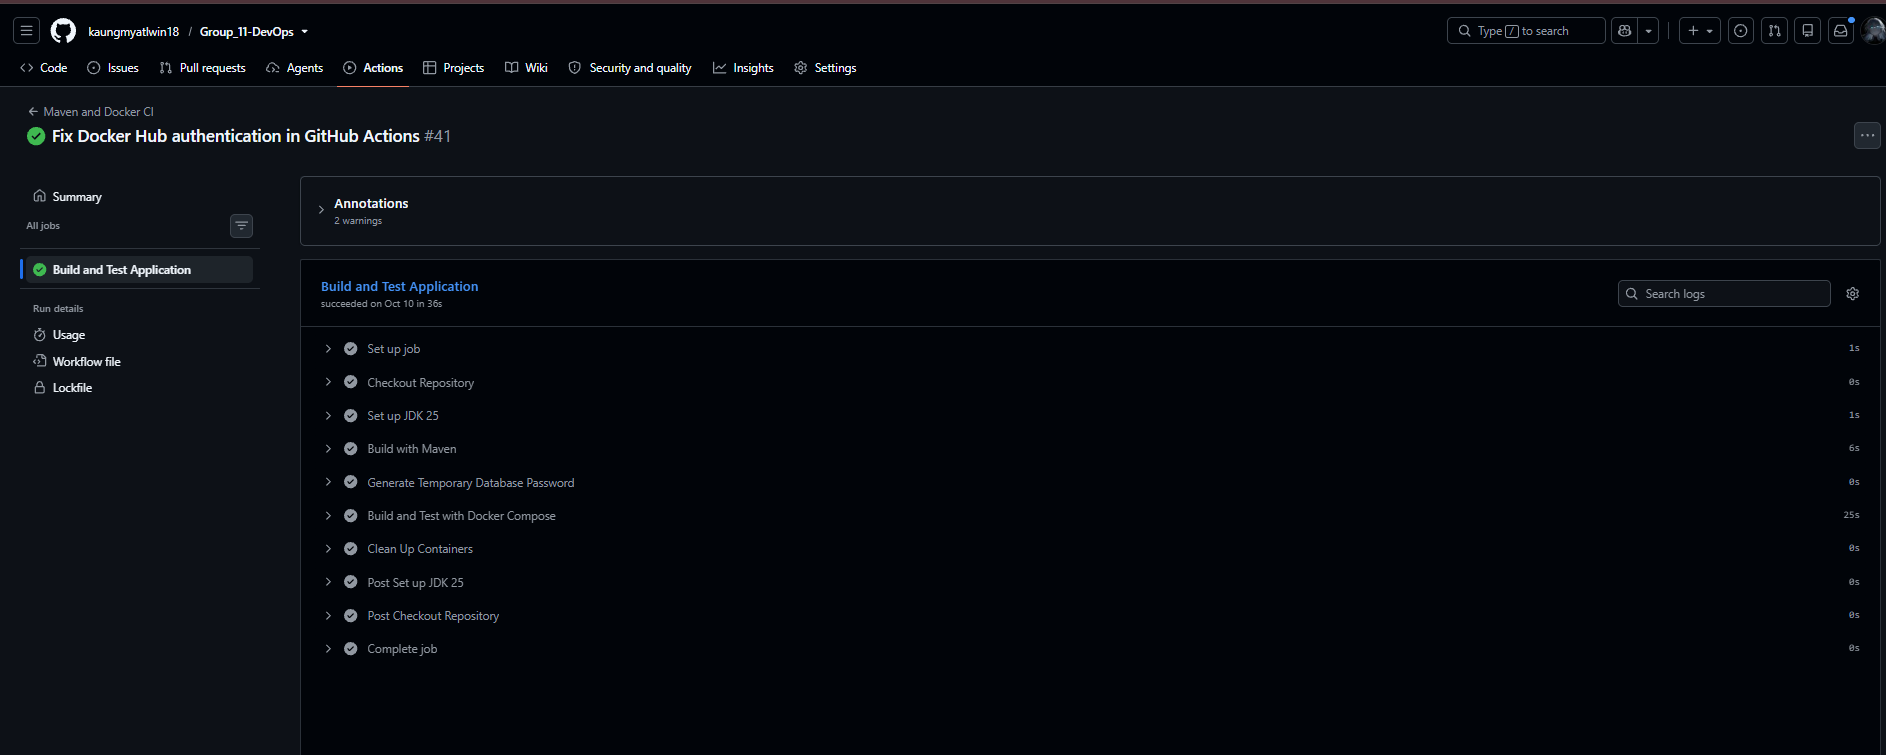 kaungmyatlwin18 / Group_11-DevOps
Type / to search
Code Issues Pull requests Agents Actions Projects Wiki Security and quality Insights Settings
Maven and Docker CI
Fix Docker Hub authentication in GitHub Actions #41
Summary
All jobs
Build and Test Application
Run details
Usage
Workflow file
Lockfile
Annotations
2 warnings
Build and Test Application
succeeded on Oct 10 in 36s
Search logs
Set up job 1s
Checkout Repository 0s
Set up JDK 25 1s
Build with Maven 6s
Generate Temporary Database Password 0s
Build and Test with Docker Compose 25s
Clean Up Containers 0s
Post Set up JDK 25 0s
Post Checkout Repository 0s
Complete job 0s